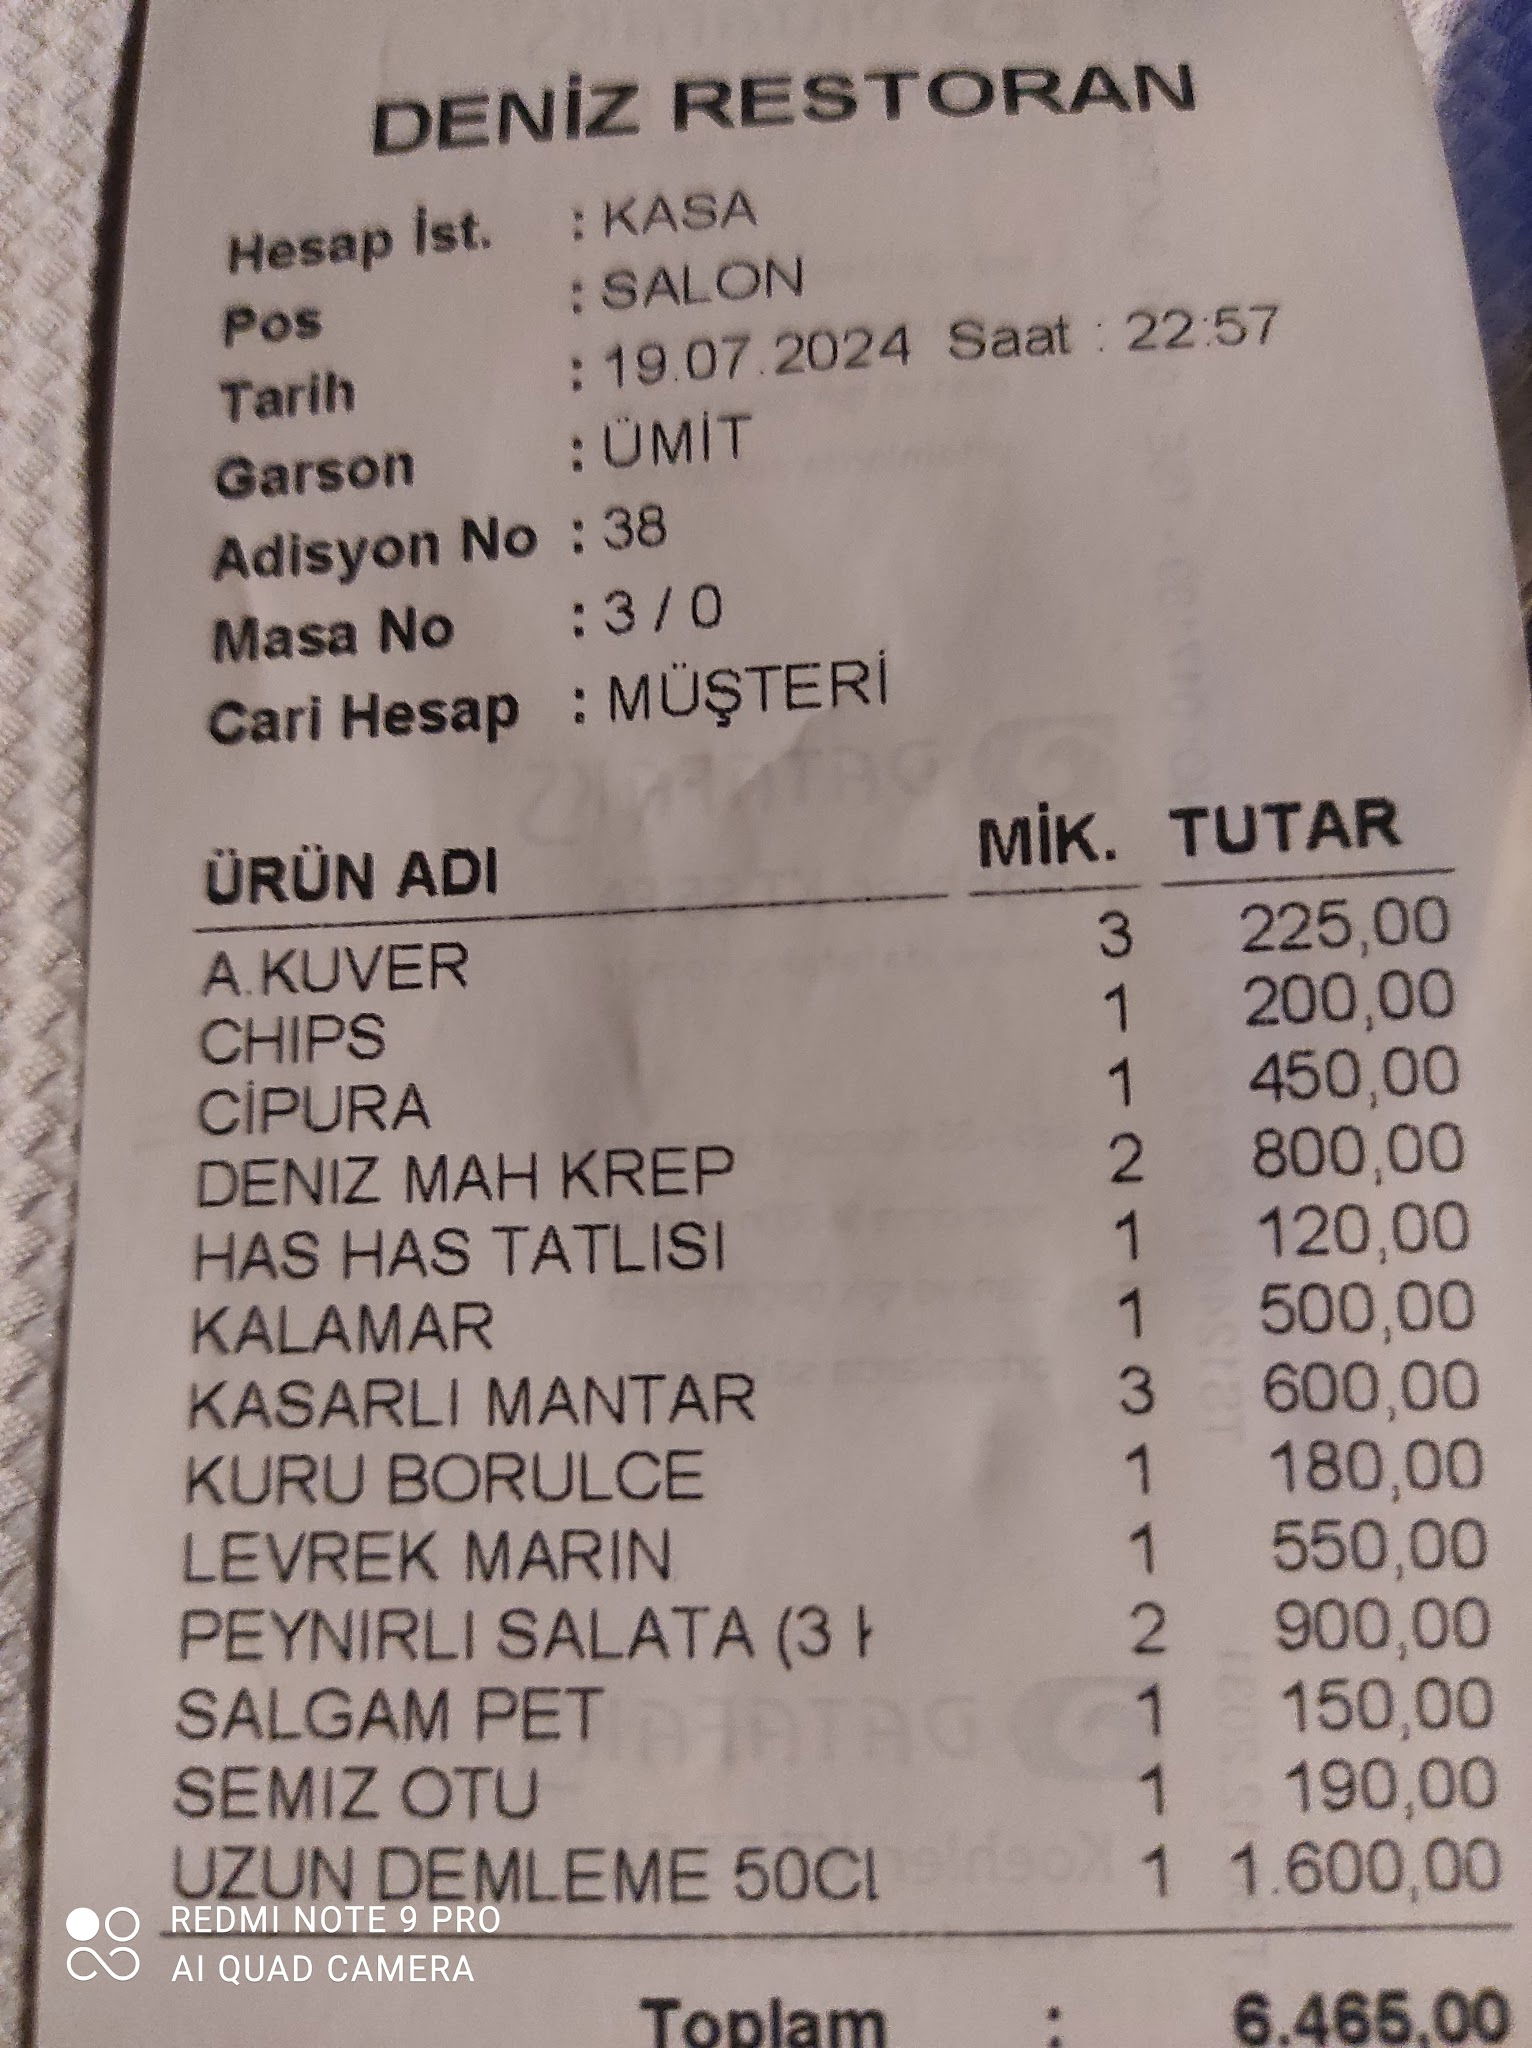 DENİZ RESTORAN
Hesap İst. : KASA
Pos : SALON
Tarih : 19.07.2024 Saat : 22:57
Garson : ÜMİT
Adisyon No : 38
Masa No : 3 / 0
Cari Hesap : MÜŞTERİ
ÜRÜN ADI MİK. TUTAR
A.KUVER 3 225,00
CHIPS 1 200,00
CİPURA 1 450,00
DENIZ MAH KREP 2 800,00
HAS HAS TATLISI 1 120,00
KALAMAR 1 500,00
KASARLI MANTAR 3 600,00
KURU BORULCE 1 180,00
LEVREK MARIN 1 550,00
PEYNIRLI SALATA (3 2 900,00
SALGAM PET 1 150,00
SEMIZ OTU 1 190,00
UZUN DEMLEME 50CL 1 1.600,00
Toplam : 6.465,00
REDMI NOTE 9 PRO
AI QUAD CAMERA